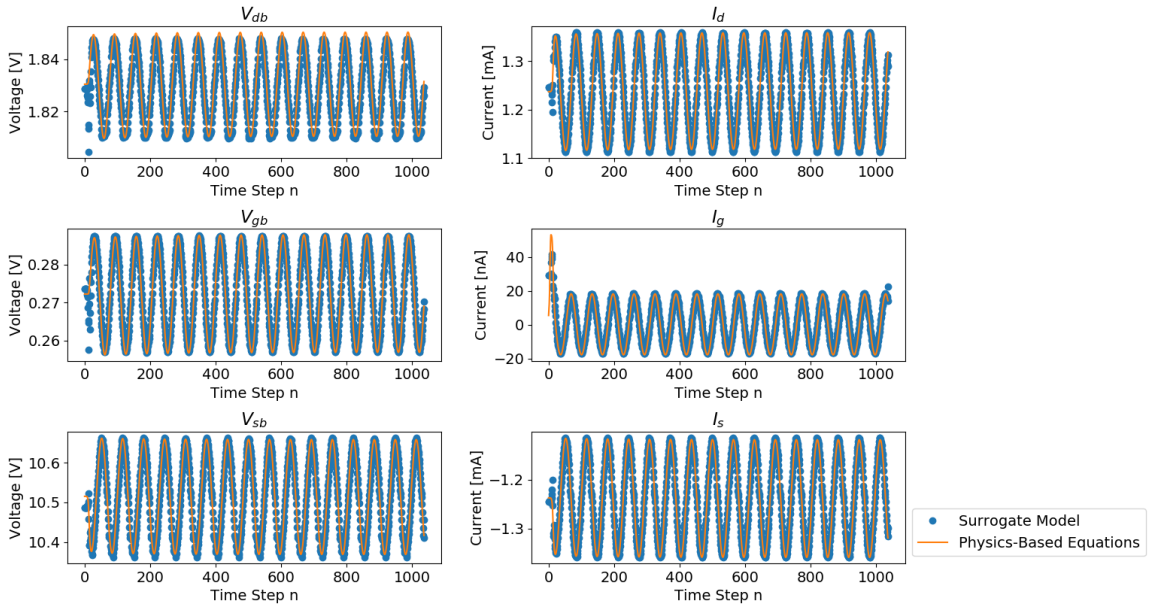 V_db
Voltage [V]
1.84
1.82
0 200 400 600 800 1000
Time Step n
I_d
Current [mA]
1.3
1.2
1.1
0 200 400 600 800 1000
Time Step n
V_gb
Voltage [V]
0.28
0.27
0.26
0 200 400 600 800 1000
Time Step n
I_g
Current [nA]
40
20
0
−20
0 200 400 600 800 1000
Time Step n
V_sb
Voltage [V]
10.6
10.5
10.4
0 200 400 600 800 1000
Time Step n
I_s
Current [mA]
−1.2
−1.3
0 200 400 600 800 1000
Time Step n
Surrogate Model
Physics-Based Equations